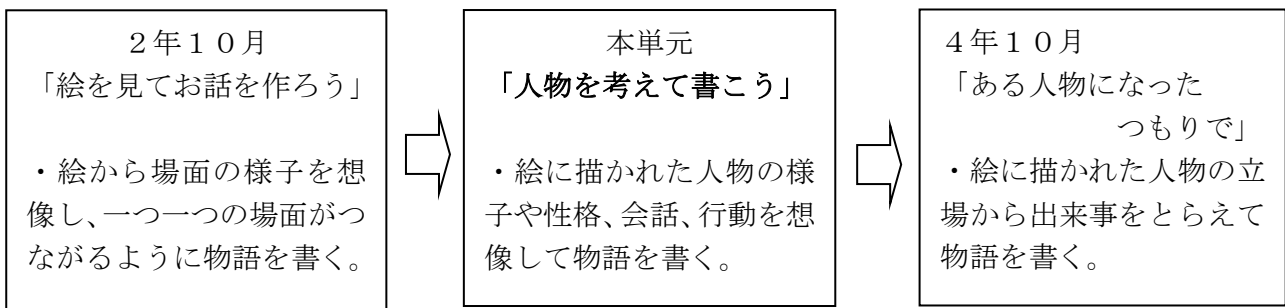 ２年１０月
「絵を見てお話を作ろう」
・絵から場面の様子を想
像し、一つ一つの場面がつ
ながるように物語を書く。
本単元
「人物を考えて書こう」
・絵に描かれた人物の様
子や性格、会話、行動を想
像して物語を書く。
４年１０月
「ある人物になった
つもりで」
・絵に描かれた人物の立
場から出来事をとらえて
物語を書く。